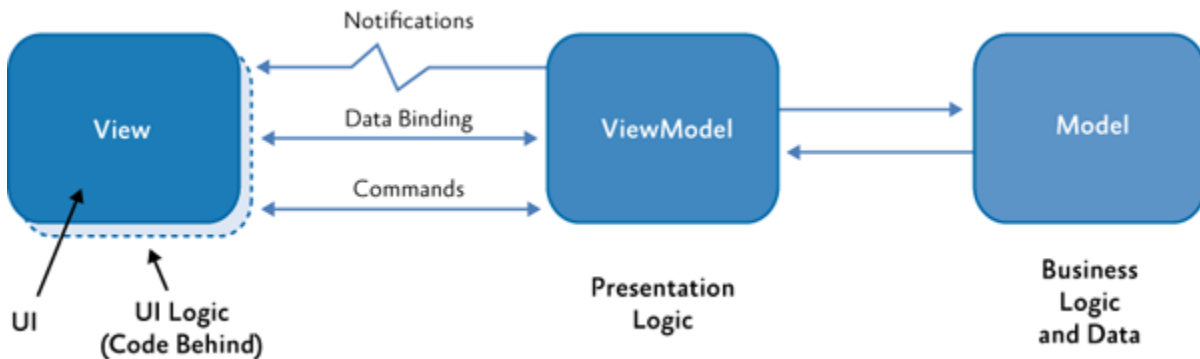 Notifications
View
Data Binding
ViewModel
Model
Commands
UI
UI Logic
(Code Behind)
Presentation
Logic
Business
Logic
and Data